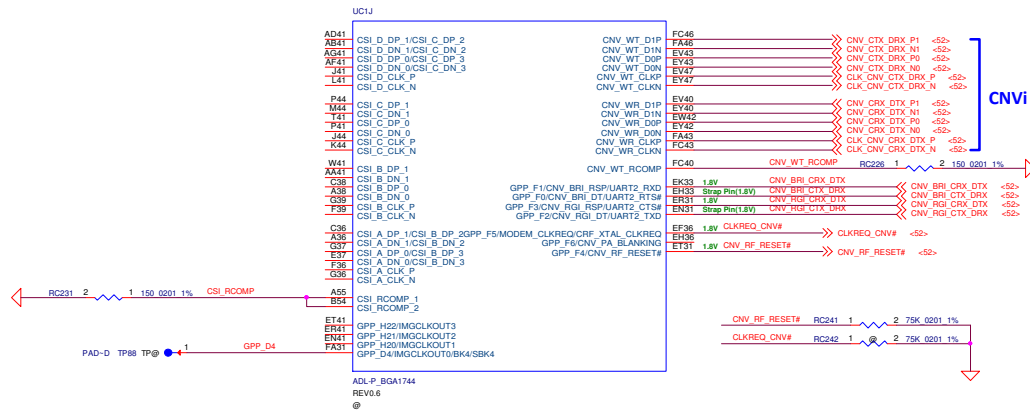 UC1J
AD41 CSI_D_DP_1/CSI_C_DP_2 CNV_WT_D1P FC46 CNV_CTX_DRX_P1 <52>
AB41 CSI_D_DN_1/CSI_C_DN_2 CNV_WT_D1N FA46 CNV_CTX_DRX_N1 <52>
AG41 CSI_D_DP_0/CSI_C_DP_3 CNV_WT_D0P EV43 CNV_CTX_DRX_P0 <52>
AF41 CSI_D_DN_0/CSI_C_DN_3 CNV_WT_D0N EY43 CNV_CTX_DRX_N0 <52>
J41 CSI_D_CLK_P CNV_WT_CLKP EV47 CLK_CNV_CTX_DRX_P <52>
L41 CSI_D_CLK_N CNV_WT_CLKN EY47 CLK_CNV_CTX_DRX_N <52>
CNVi
P44 CSI_C_DP_1 CNV_WR_D1P EV40 CNV_CRX_DTX_P1 <52>
M44 CSI_C_DN_1 CNV_WR_D1N EY40 CNV_CRX_DTX_N1 <52>
T41 CSI_C_DP_0 CNV_WR_D0P EW42 CNV_CRX_DTX_P0 <52>
P41 CSI_C_DN_0 CNV_WR_D0N EY42 CNV_CRX_DTX_N0 <52>
J44 CSI_C_CLK_P CNV_WR_CLKP FA43 CLK_CNV_CRX_DTX_P <52>
K44 CSI_C_CLK_N CNV_WR_CLKN FC43 CLK_CNV_CRX_DTX_N <52>
W41 CSI_B_DP_1 CNV_WT_RCOMP FC40 CNV_WT_RCOMP RC226 1 2 150_0201_1%
AA41 CSI_B_DN_1
C38 CSI_B_DP_0 GPP_F1/CNV_BRI_RSP/UART2_RXD EK33 1.8V CNV_BRI_CRX_DTX CNV_BRI_CRX_DTX <52>
A38 CSI_B_DN_0 GPP_F0/CNV_BRI_DT/UART2_RTS# EH33 Strap Pin(1.8V) CNV_BRI_CTX_DRX CNV_BRI_CTX_DRX <52>
G39 CSI_B_CLK_P GPP_F3/CNV_RGI_RSP/UART2_CTS# ER31 1.8V CNV_RGI_CRX_DTX CNV_RGI_CRX_DTX <52>
F39 CSI_B_CLK_N GPP_F2/CNV_RGI_DT/UART2_TXD EN31 Strap Pin(1.8V) CNV_RGI_CTX_DRX CNV_RGI_CTX_DRX <52>
C36 CSI_A_DP_1/CSI_B_DP_2 GPP_F5/MODEM_CLKREQ/CRF_XTAL_CLKREQ EF36 1.8V CLKREQ_CNV# CLKREQ_CNV# <52>
A36 CSI_A_DN_1/CSI_B_DN_2 GPP_F6/CNV_PA_BLANKING EH36
G37 CSI_A_DP_0/CSI_B_DP_3 GPP_F4/CNV_RF_RESET# ET31 1.8V CNV_RF_RESET# CNV_RF_RESET# <52>
E37 CSI_A_DN_0/CSI_B_DN_3
F36 CSI_A_CLK_P
G36 CSI_A_CLK_N
RC231 2 1 150_0201_1% CSI_RCOMP A55 CSI_RCOMP_1
B54 CSI_RCOMP_2
ET41 GPP_H22/IMGCLKOUT3 CNV_RF_RESET# RC241 1 2 75K_0201_1%
ER41 GPP_H21/IMGCLKOUT2
EN41 GPP_H20/IMGCLKOUT1 CLKREQ_CNV# RC242 1 @ 2 75K_0201_1%
PAD~D TP88 TP@ 1 GPP_D4 FA31 GPP_D4/IMGCLKOUT0/BK4/SBK4
ADL-P_BGA1744
REV0.6
@